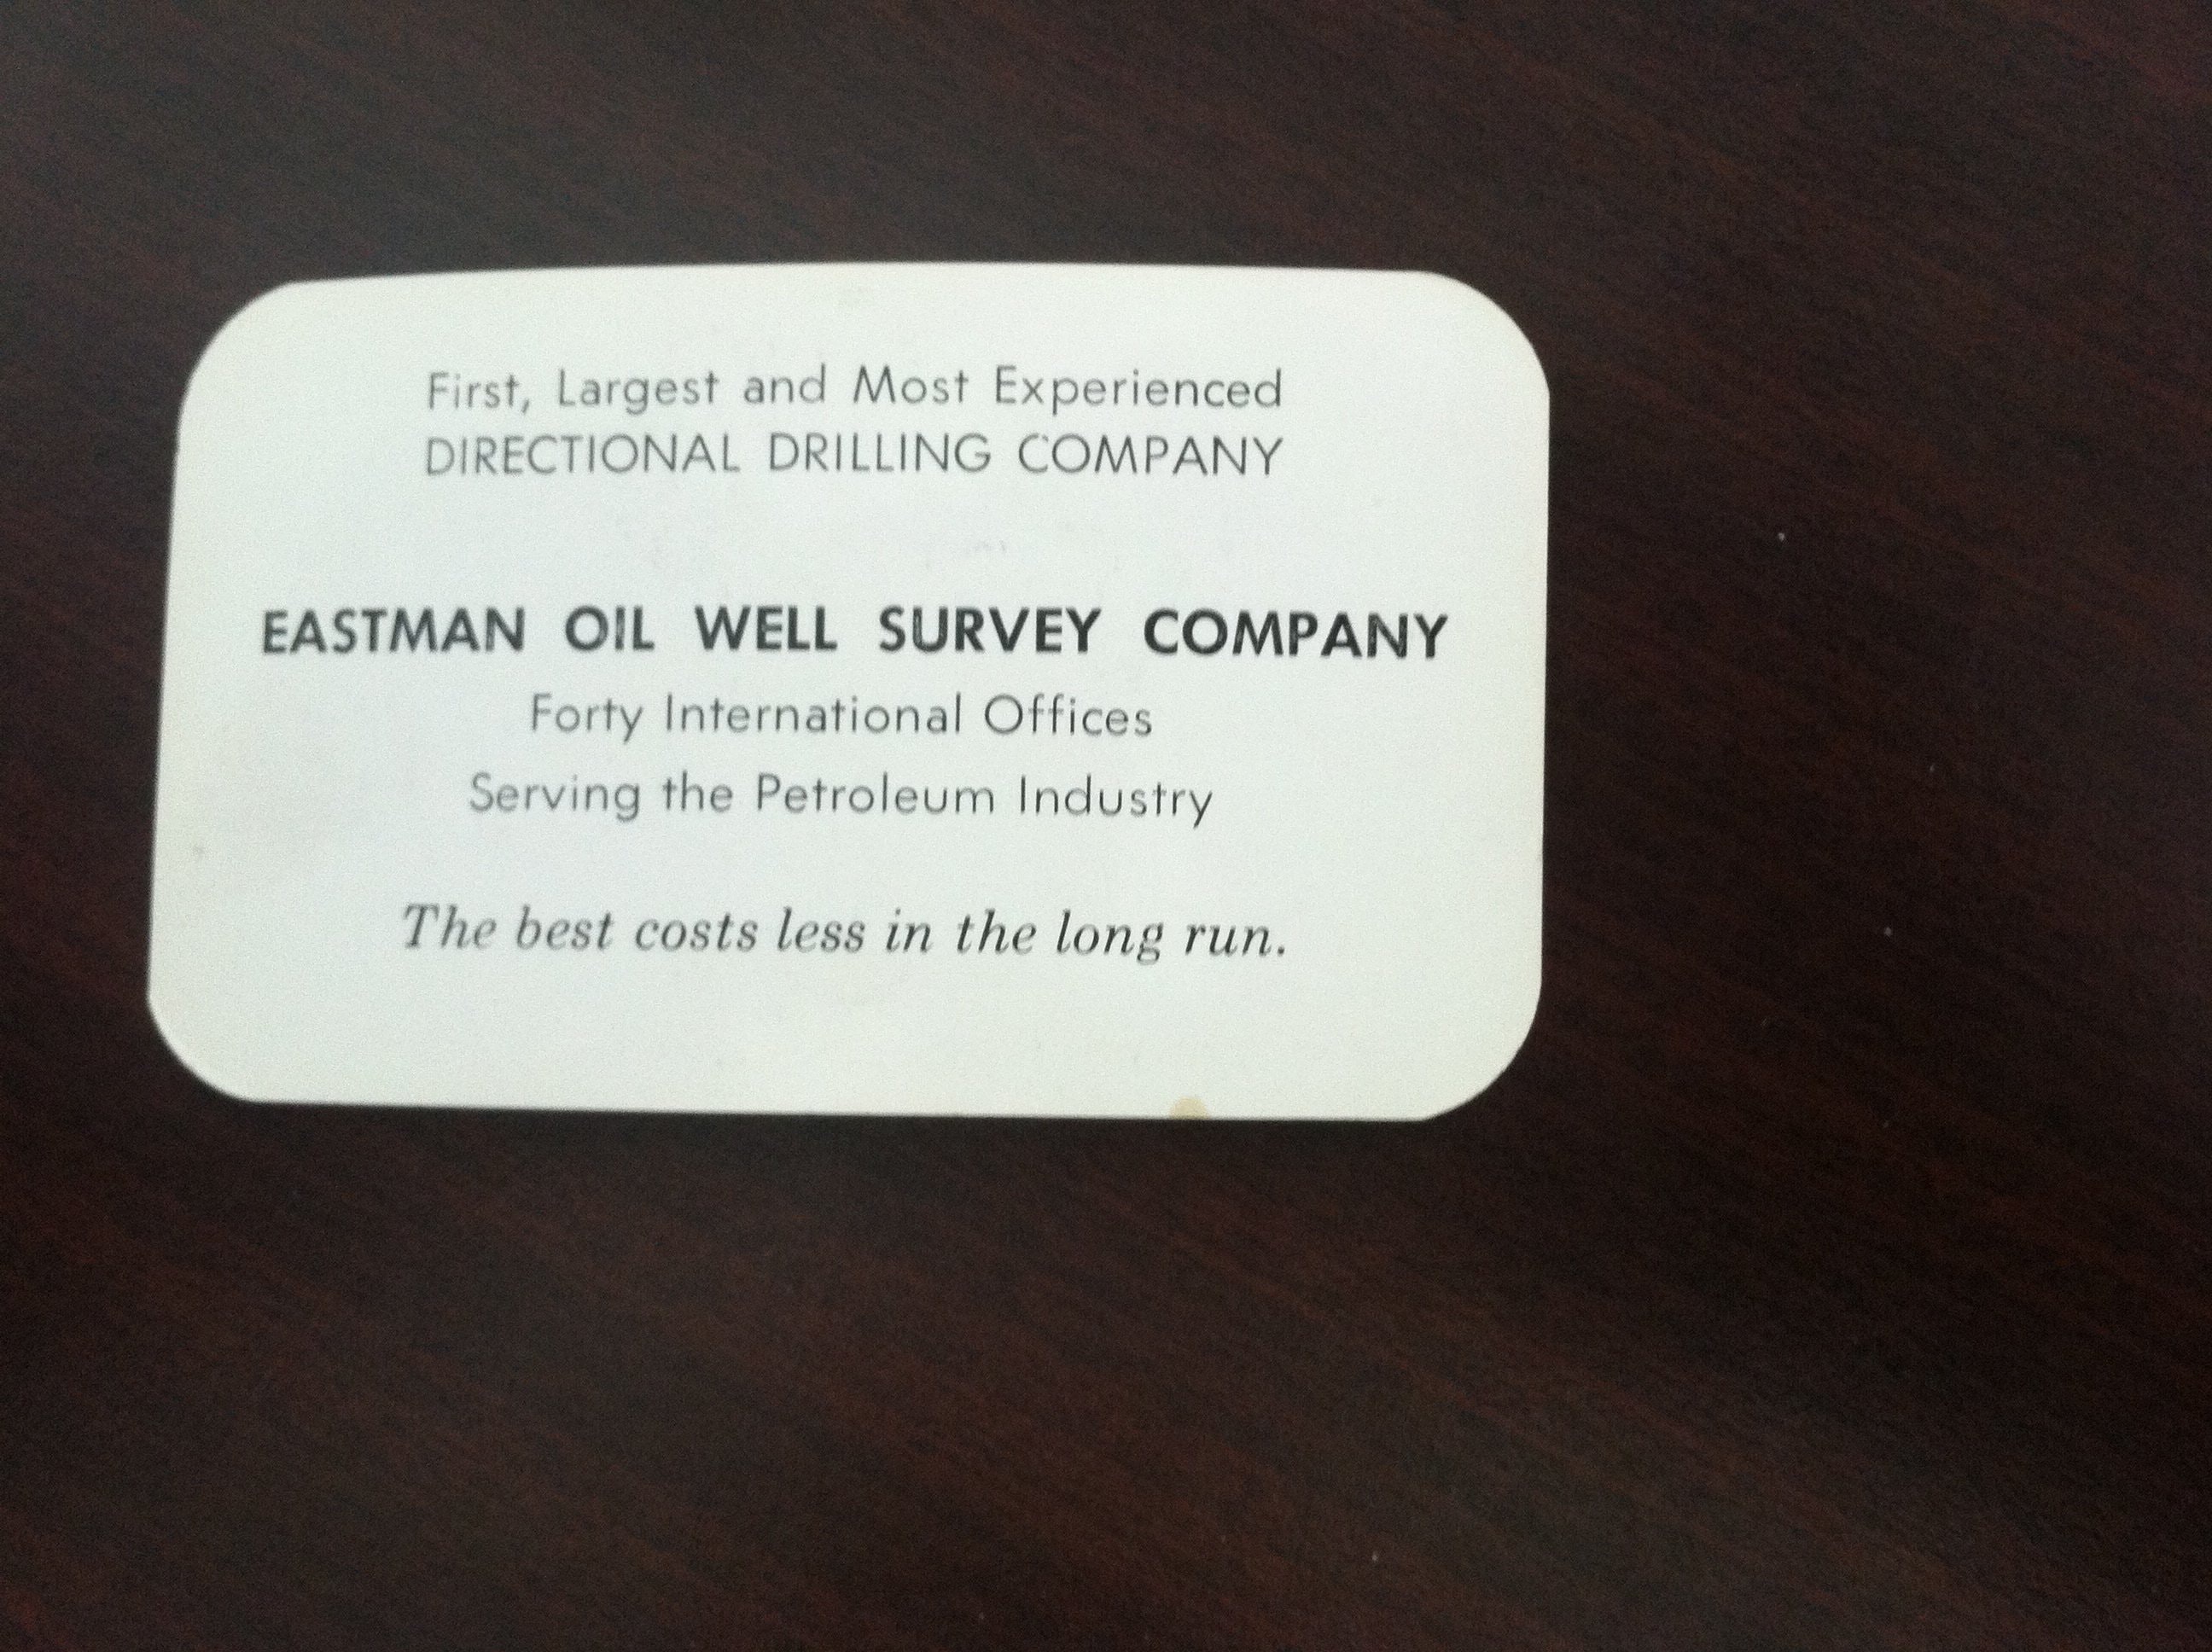 First, Largest and Most Experienced
DIRECTIONAL DRILLING COMPANY
EASTMAN OIL WELL SURVEY COMPANY
Forty International Offices
Serving the Petroleum Industry
The best costs less in the long run.